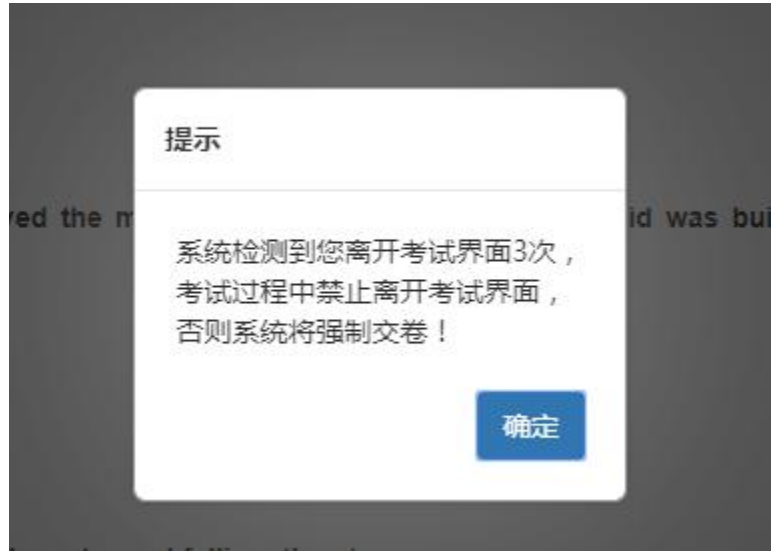 提示
ved the m
id was bui
系统检测到您离开考试界面3次，
考试过程中禁止离开考试界面，
否则系统将强制交卷！
确定